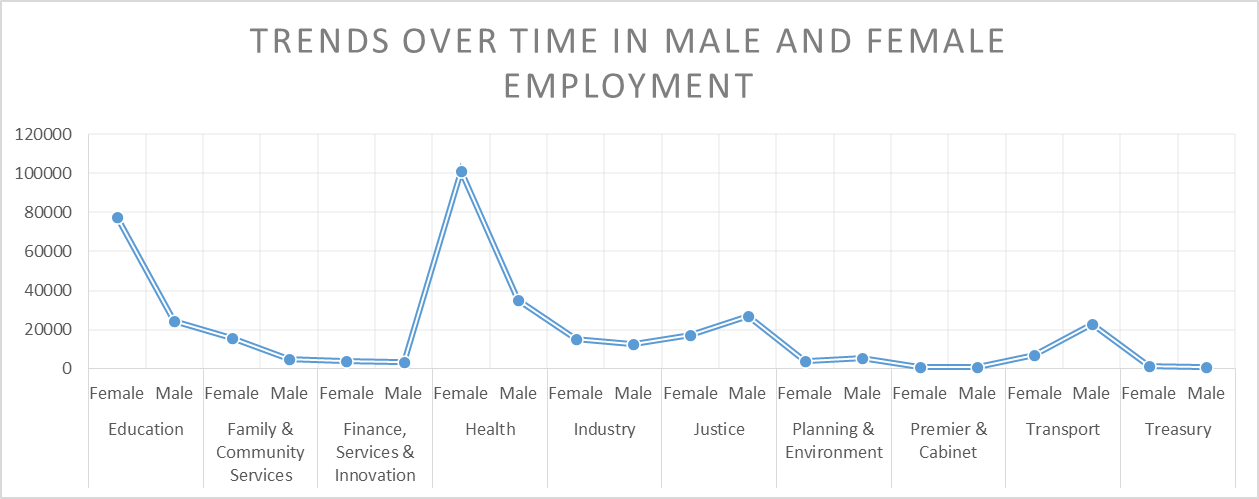 TRENDS OVER TIME IN MALE AND FEMALE
EMPLOYMENT
120000
100000
80000
60000
40000
20000
0
Female Male Female Male Female Male Female Male Female Male Female Male Female Male Female Male Female Male Female Male
Education
Family &
Community
Services
Finance,
Services &
Innovation
Health
Industry
Justice
Planning &
Environment
Premier &
Cabinet
Transport
Treasury